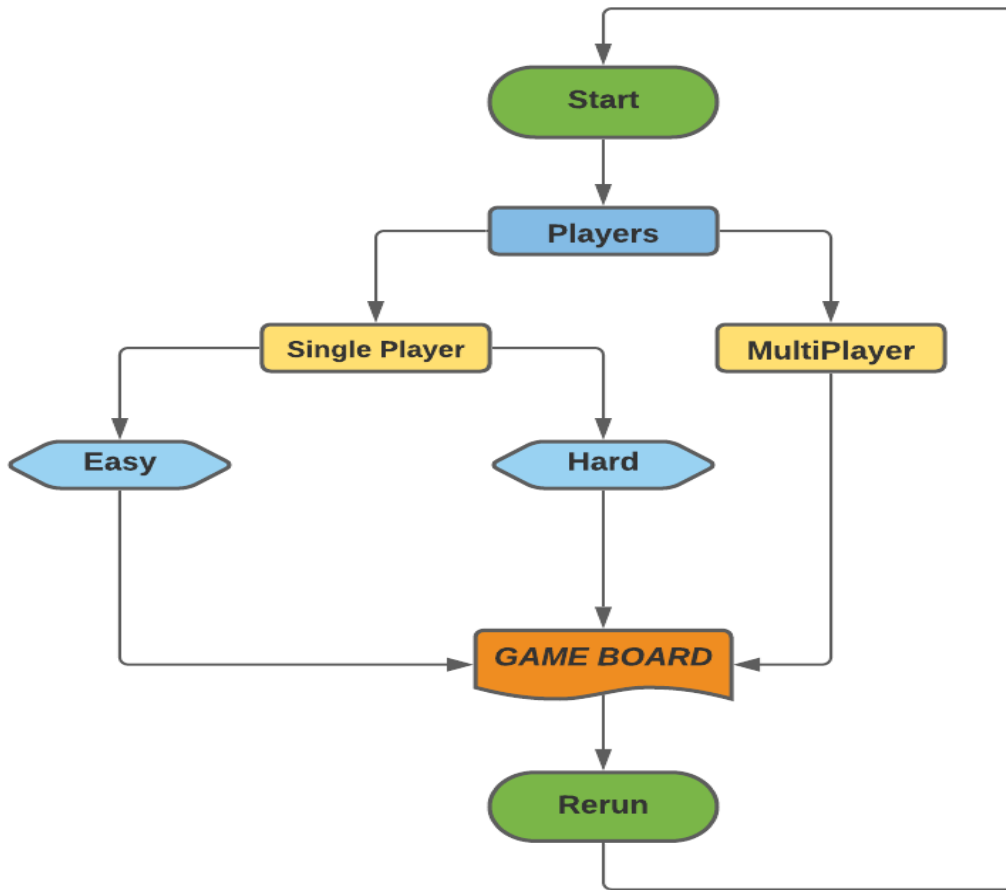 Start
Players
Single Player
MultiPlayer
Easy
Hard
GAME BOARD
Rerun